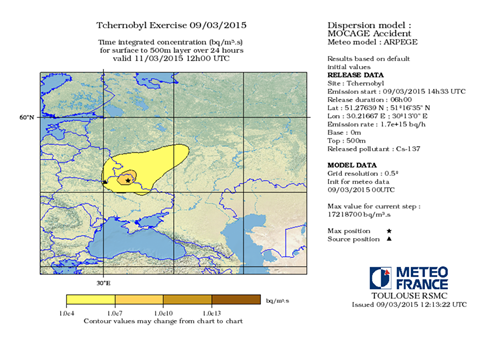 Tchernobyl Exercise 09/03/2015
Time integrated concentration (bq/m³.s)
for surface to 500m layer over 24 hours
valid 11/03/2015 12h00 UTC
60°N
30°E
bq/m³.s
1.0e4 1.0e7 1.0e10 1.0e13
Contour values may change from chart to chart
Dispersion model :
MOCAGE Accident
Meteo model : ARPEGE
Results based on default
initial values
RELEASE DATA
Site : Tchernobyl
Emission start : 09/03/2015 14h33 UTC
Release duration : 06h00
Lat : 51.27639 N ; 51°16'35" N
Lon : 30.21667 E ; 30°13'0" E
Emission rate : 1.7e+15 bq/h
Base : 0m
Top : 500m
Released pollutant : Cs-137
MODEL DATA
Grid resolution : 0.5°
Init for meteo data
09/03/2015 00UTC
Max value for current step :
17218700 bq/m³.s
Max position ★
Source position ▲
METEO
FRANCE
TOULOUSE RSMC
Issued 09/03/2015 12:13:22 UTC